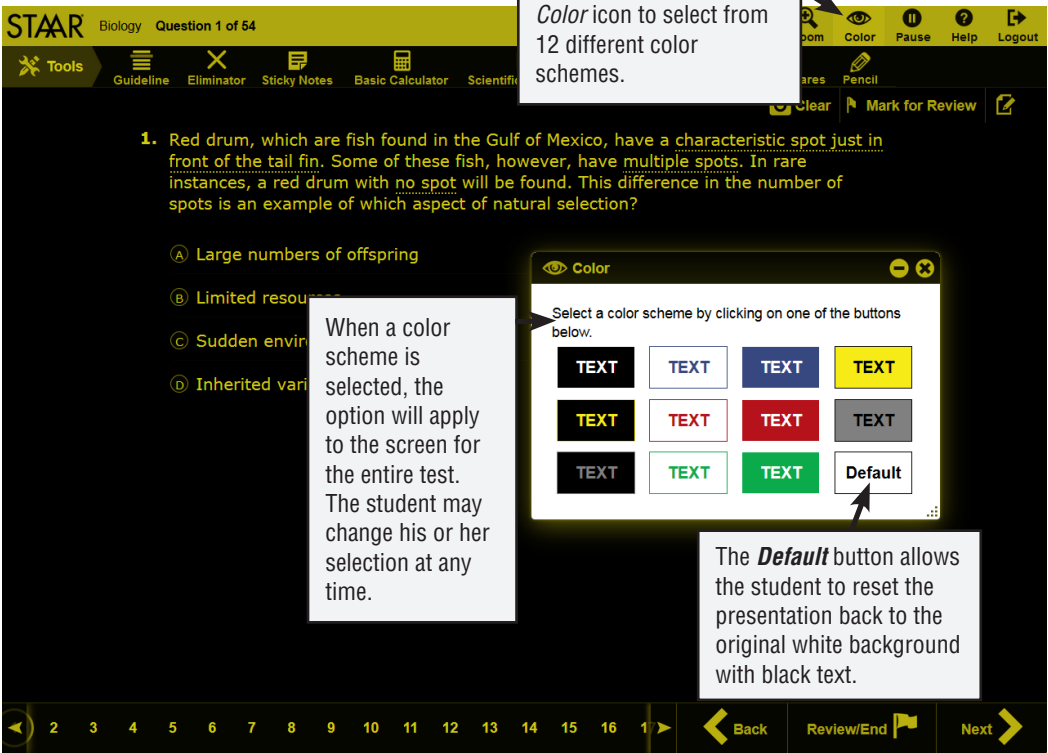 STAAR Biology Question 1 of 54
Color icon to select from
12 different color
schemes.
Color Pause Help Logout
Tools Guideline Eliminator Sticky Notes Basic Calculator Pencil
Clear Mark for Review
1. Red drum, which are fish found in the Gulf of Mexico, have a characteristic spot just in
front of the tail fin. Some of these fish, however, have multiple spots. In rare
instances, a red drum with no spot will be found. This difference in the number of
spots is an example of which aspect of natural selection?
A Large numbers of offspring
B Limited
C Sudden
D Inherited
When a color
scheme is
selected, the
option will apply
to the screen for
the entire test.
The student may
change his or her
selection at any
time.
Color
Select a color scheme by clicking on one of the buttons
below.
TEXT TEXT TEXT TEXT
TEXT TEXT TEXT TEXT
TEXT TEXT TEXT Default
The Default button allows
the student to reset the
presentation back to the
original white background
with black text.
2 3 4 5 6 7 8 9 10 11 12 13 14 15 16 Back Review/End Next